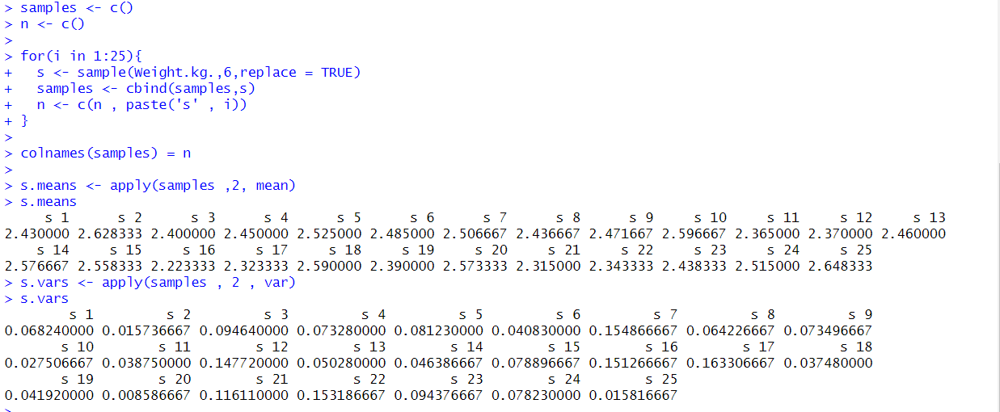 > samples <- c()
> n <- c()
>
> for(i in 1:25){
+   s <- sample(Weight.kg.,6,replace = TRUE)
+   samples <- cbind(samples,s)
+   n <- c(n , paste('s' , i))
+ }
>
> colnames(samples) = n
>
> s.means <- apply(samples ,2, mean)
> s.means
s 1 s 2 s 3 s 4 s 5 s 6 s 7 s 8 s 9 s 10 s 11 s 12 s 13
2.430000 2.628333 2.400000 2.450000 2.525000 2.485000 2.506667 2.436667 2.471667 2.596667 2.365000 2.370000 2.460000
s 14 s 15 s 16 s 17 s 18 s 19 s 20 s 21 s 22 s 23 s 24 s 25
2.576667 2.558333 2.223333 2.323333 2.590000 2.390000 2.573333 2.315000 2.343333 2.438333 2.515000 2.648333
> s.vars <- apply(samples , 2 , var)
> s.vars
s 1 s 2 s 3 s 4 s 5 s 6 s 7 s 8 s 9
0.068240000 0.015736667 0.094640000 0.073280000 0.081230000 0.040830000 0.154866667 0.064226667 0.073496667
s 10 s 11 s 12 s 13 s 14 s 15 s 16 s 17 s 18
0.027506667 0.038750000 0.147720000 0.050280000 0.046386667 0.078896667 0.151266667 0.163306667 0.037480000
s 19 s 20 s 21 s 22 s 23 s 24 s 25
0.041920000 0.008586667 0.116110000 0.153186667 0.094376667 0.078230000 0.015816667
>